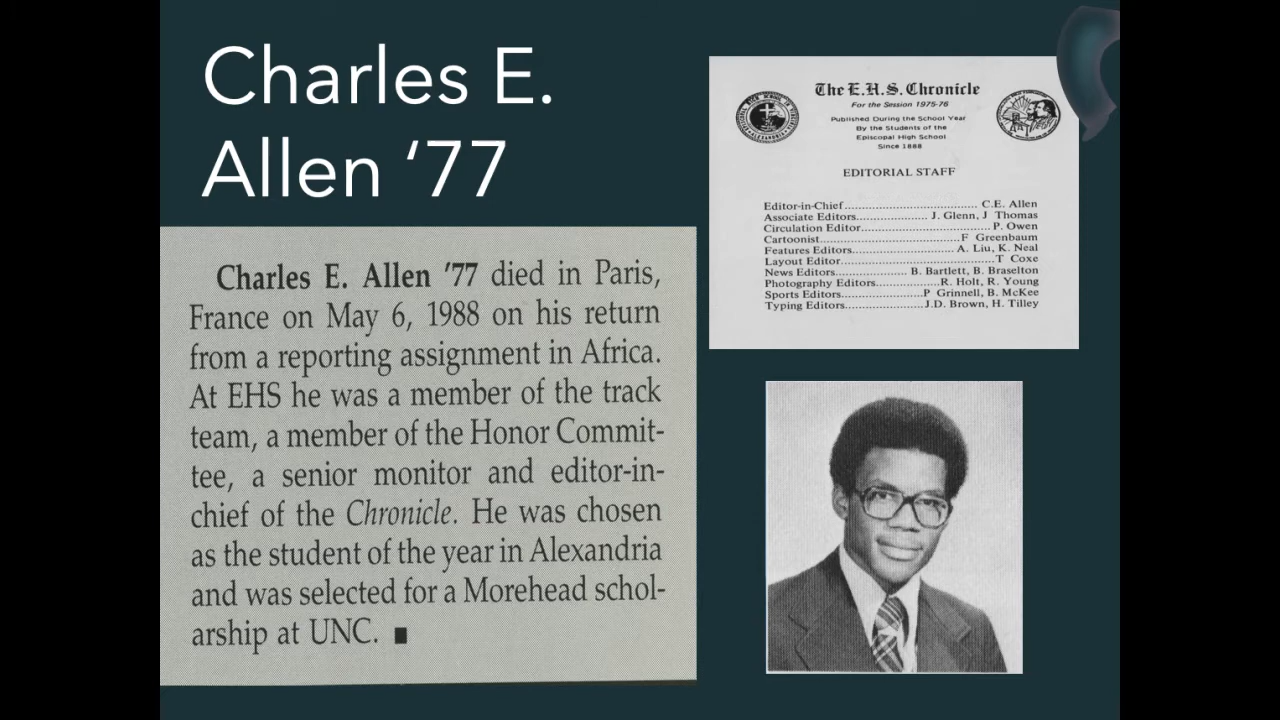 Charles E.
Allen ’77
Charles E. Allen ’77 died in Paris,
France on May 6, 1988 on his return
from a reporting assignment in Africa.
At EHS he was a member of the track
team, a member of the Honor Commit-
tee, a senior monitor and editor-in-
chief of the Chronicle. He was chosen
as the student of the year in Alexandria
and was selected for a Morehead schol-
arship at UNC. ■
The E.H.S. Chronicle
For the Session 1975-76
Published During the School Year
By the Students of the
Episcopal High School
Since 1888
EDITORIAL STAFF
Editor-in-Chief.......................................... C.E. Allen
Associate Editors.................... J. Glenn, J Thomas
Circulation Editor.................................... P. Owen
Cartoonist.......................................F Greenbaum
Features Editors............................A. Liu, K. Neal
Layout Editor.............................................T Coxe
News Editors................ B. Bartlett, B. Braselton
Photography Editors..................R. Holt, R. Young
Sports Editors.....................P Grinnell, B. McKee
Typing Editors.....................J.D. Brown, H. Tilley